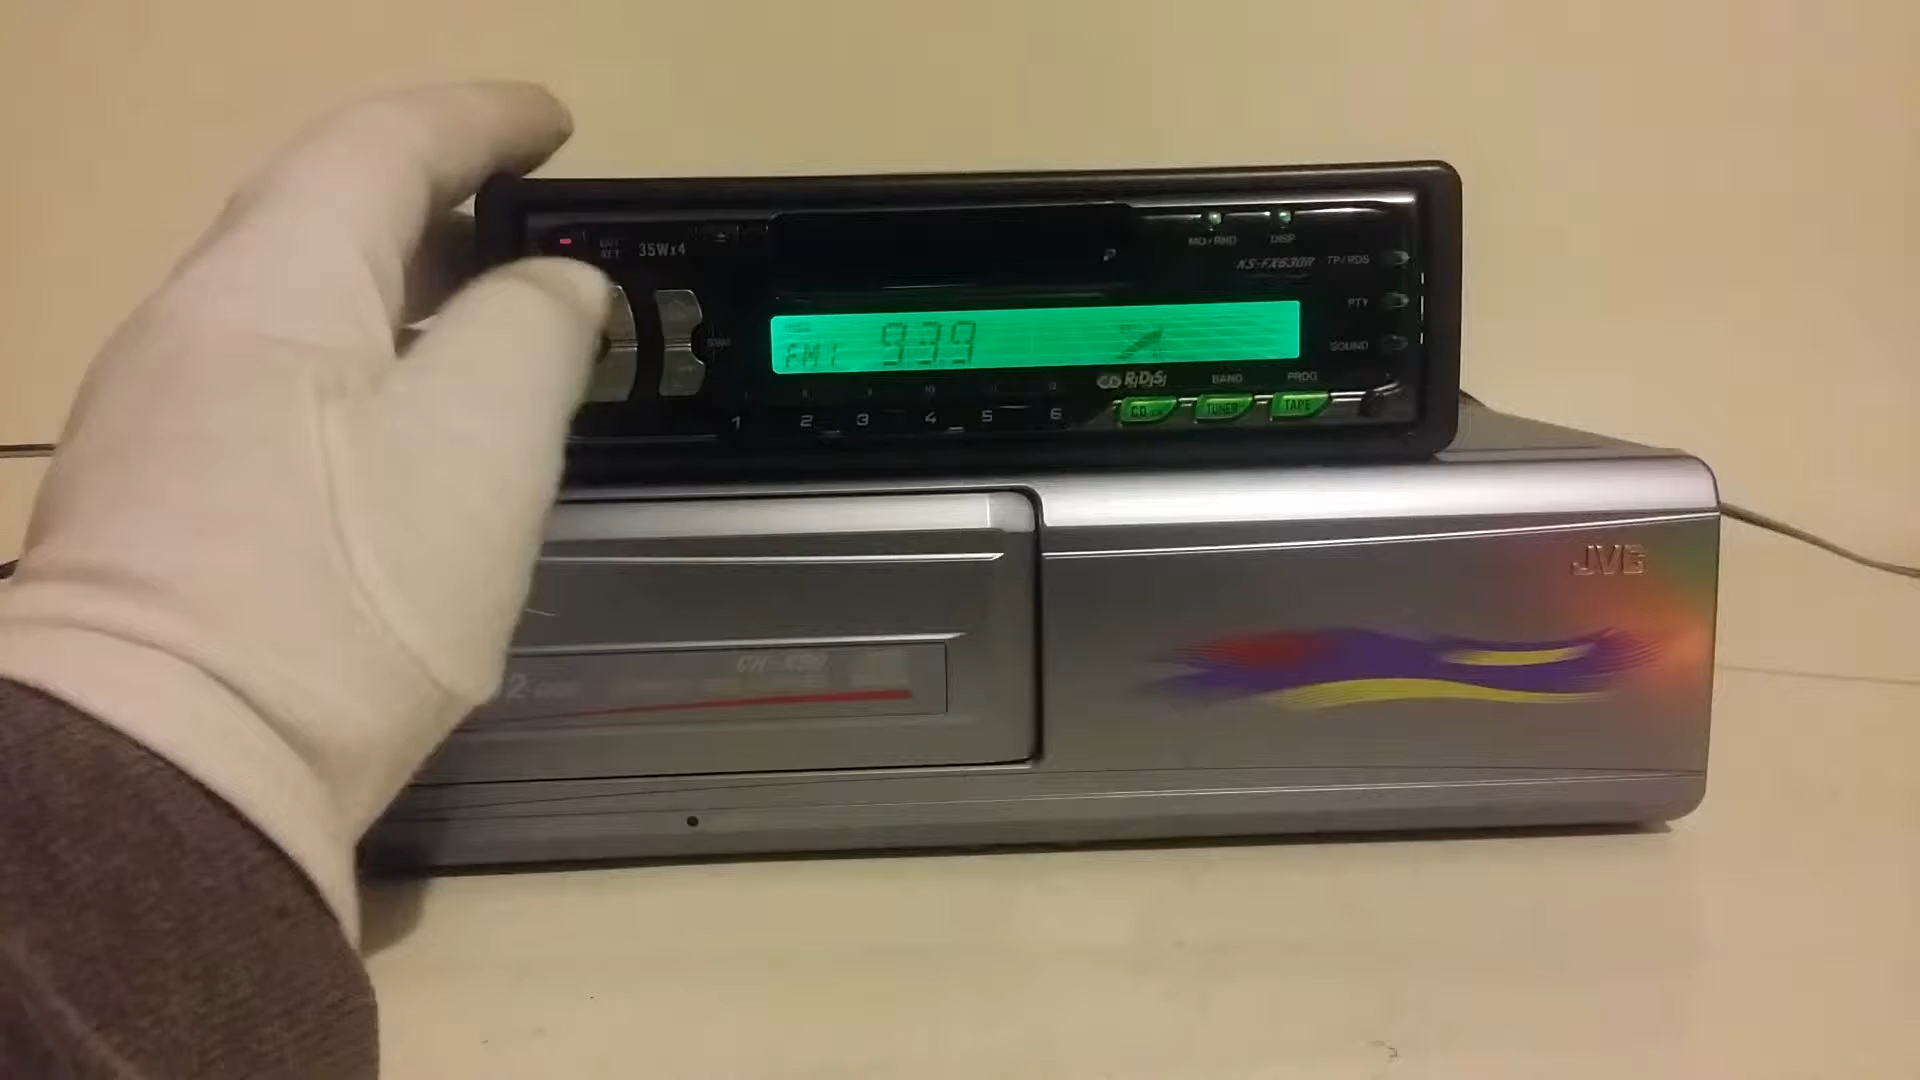 35Wx4
MO•RND
DISP
KS-FX630R
TP/RDS
PTY
SOUND
FM1 93.9
CD RDS
BAND
PROG
1 2 3 4 5 6
CD
TUNER
TAPE
JVC